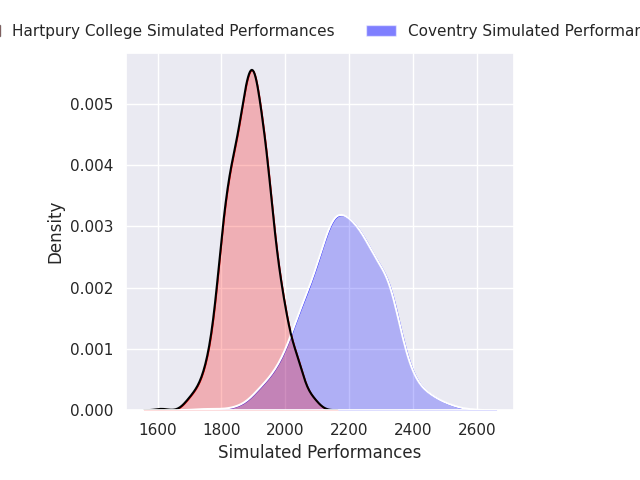 Hartpury College Simulated Performances
Coventry Simulated
0.005
0.004
0.003
0.002
0.001
0.000
Density
1600 1800 2000 2200 2400 2600
Simulated Performances